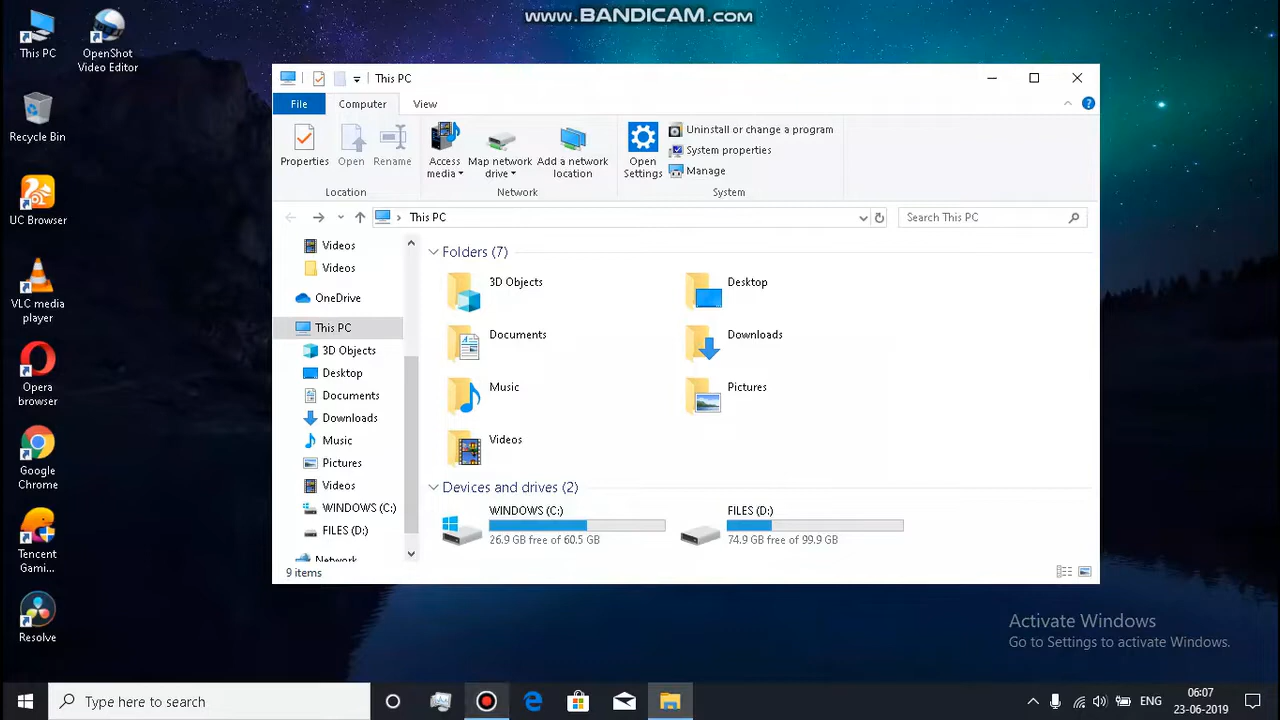 www.BANDICAM.com
This PC
OpenShot
Video Editor
Recycle Bin
UC Browser
VLC media
player
Opera
browser
Google
Chrome
Tencent
Gami...
Resolve
This PC
File
Computer
View
Properties
Open
Rename
Location
Access
media
Map network
drive
Add a network
location
Network
Open
Settings
Uninstall or change a program
System properties
Manage
System
This PC
Search This PC
Videos
Videos
OneDrive
This PC
3D Objects
Desktop
Documents
Downloads
Music
Pictures
Videos
WINDOWS (C:)
FILES (D:)
Network
Folders (7)
3D Objects
Desktop
Documents
Downloads
Music
Pictures
Videos
Devices and drives (2)
WINDOWS (C:)
26.9 GB free of 60.5 GB
FILES (D:)
74.9 GB free of 99.9 GB
9 items
Activate Windows
Go to Settings to activate Windows.
Type here to search
ENG
06:07
23-06-2019